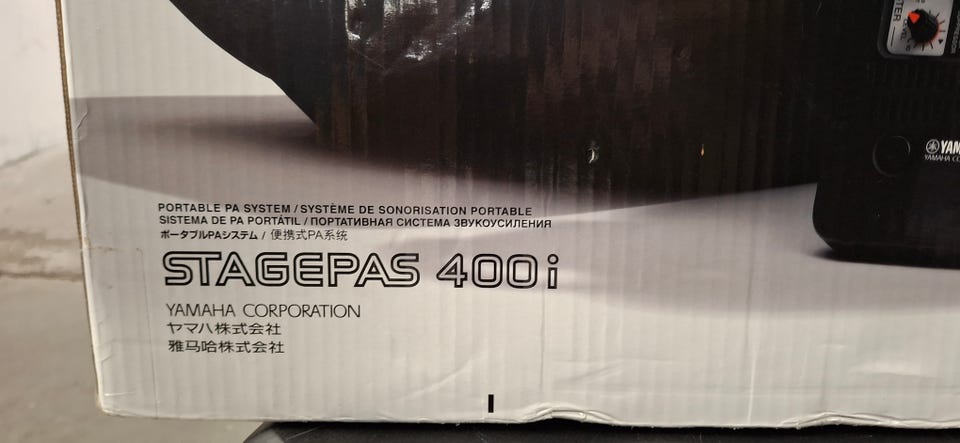 PORTABLE PA SYSTEM / SYSTÈME DE SONORISATION PORTABLE
SISTEMA DE PA PORTÁTIL / ПОРТАТИВНАЯ СИСТЕМА ЗВУКОУСИЛЕНИЯ
ポータブルPAシステム / 便携式PA系统
STAGEPAS 400i
YAMAHA CORPORATION
ヤマハ株式会社
雅马哈株式会社